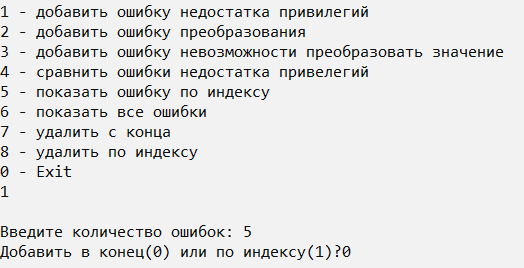 1 - добавить ошибку недостатка привилегий
2 - добавить ошибку преобразования
3 - добавить ошибку невозможности преобразовать значение
4 - сравнить ошибки недостатка привелегий
5 - показать ошибку по индексу
6 - показать все ошибки
7 - удалить с конца
8 - удалить по индексу
0 - Exit
1
Введите количество ошибок: 5
Добавить в конец(0) или по индексу(1)?0